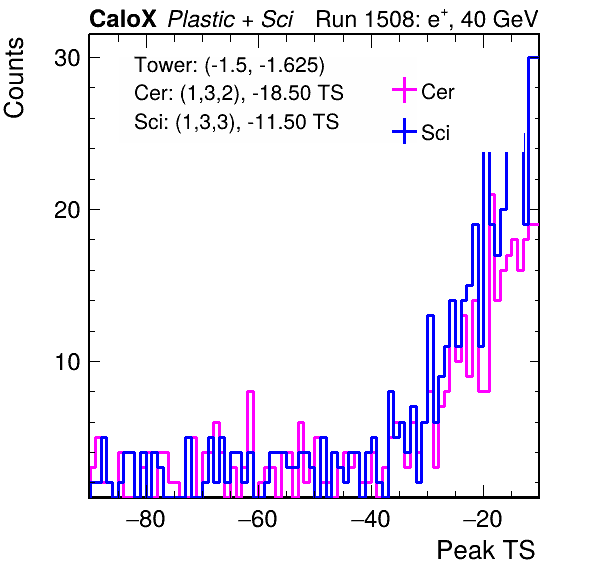 CaloX Plastic + Sci Run 1508: e⁺, 40 GeV
Tower: (-1.5, -1.625)
Cer: (1,3,2), -18.50 TS
Sci: (1,3,3), -11.50 TS
Cer
Sci
Counts
30
20
10
−80 −60 −40 −20
Peak TS